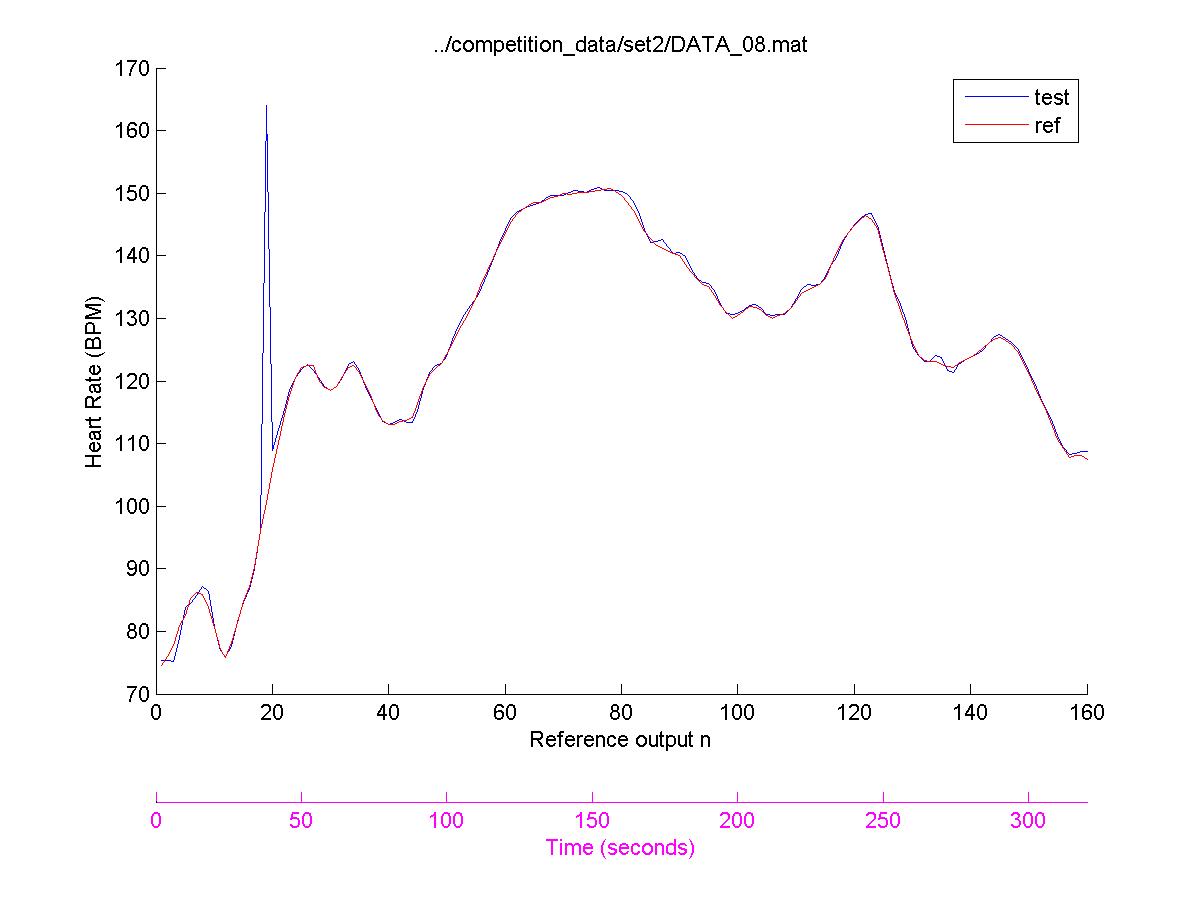 ../competition_data/set2/DATA_08.mat
test
ref
Heart Rate (BPM)
170
160
150
140
130
120
110
100
90
80
70
0 20 40 60 80 100 120 140 160
Reference output n
0 50 100 150 200 250 300
Time (seconds)